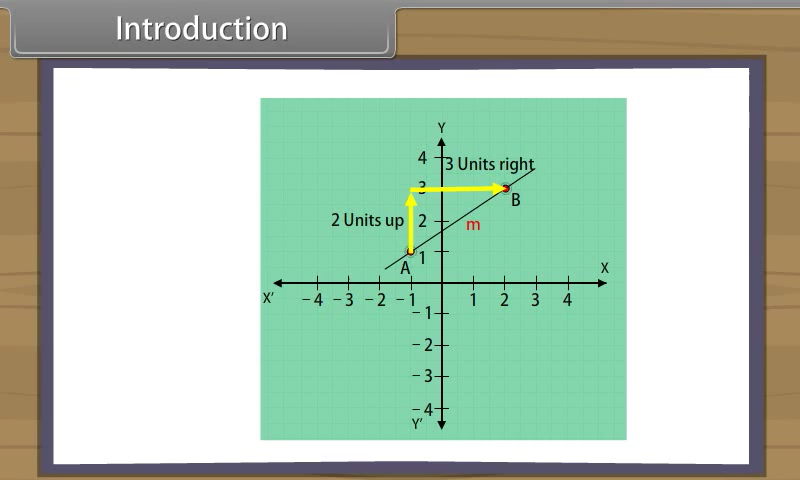 Introduction
Y
4
3 Units right
3
B
2 Units up
2
m
1
A
X
X′
−4 −3 −2 −1 1 2 3 4
−1
−2
−3
−4
Y′